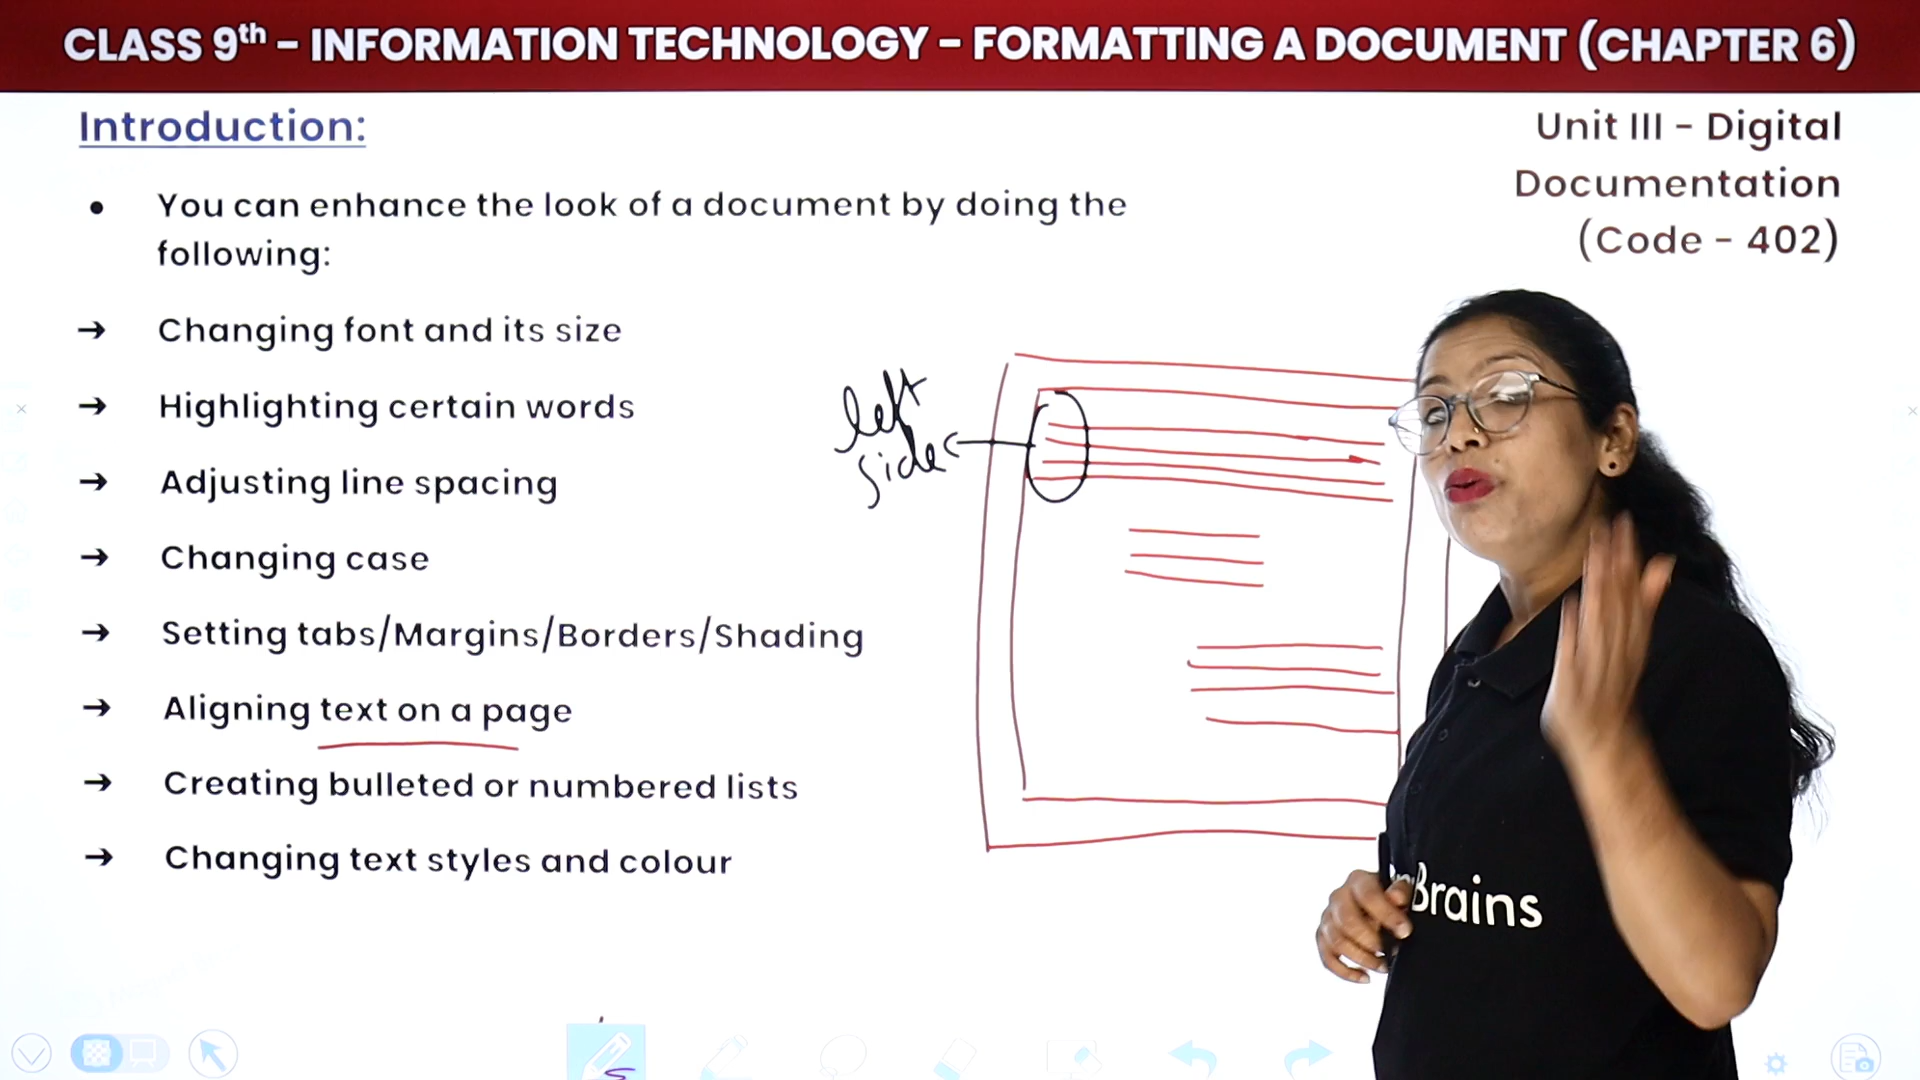 CLASS 9th – INFORMATION TECHNOLOGY – FORMATTING A DOCUMENT (CHAPTER 6)
Introduction:
Unit III – Digital
Documentation
(Code – 402)
● You can enhance the look of a document by doing the
following:
→ Changing font and its size
→ Highlighting certain words
→ Adjusting line spacing
→ Changing case
→ Setting tabs/Margins/Borders/Shading
→ Aligning text on a page
→ Creating bulleted or numbered lists
→ Changing text styles and colour
left
side
Brains